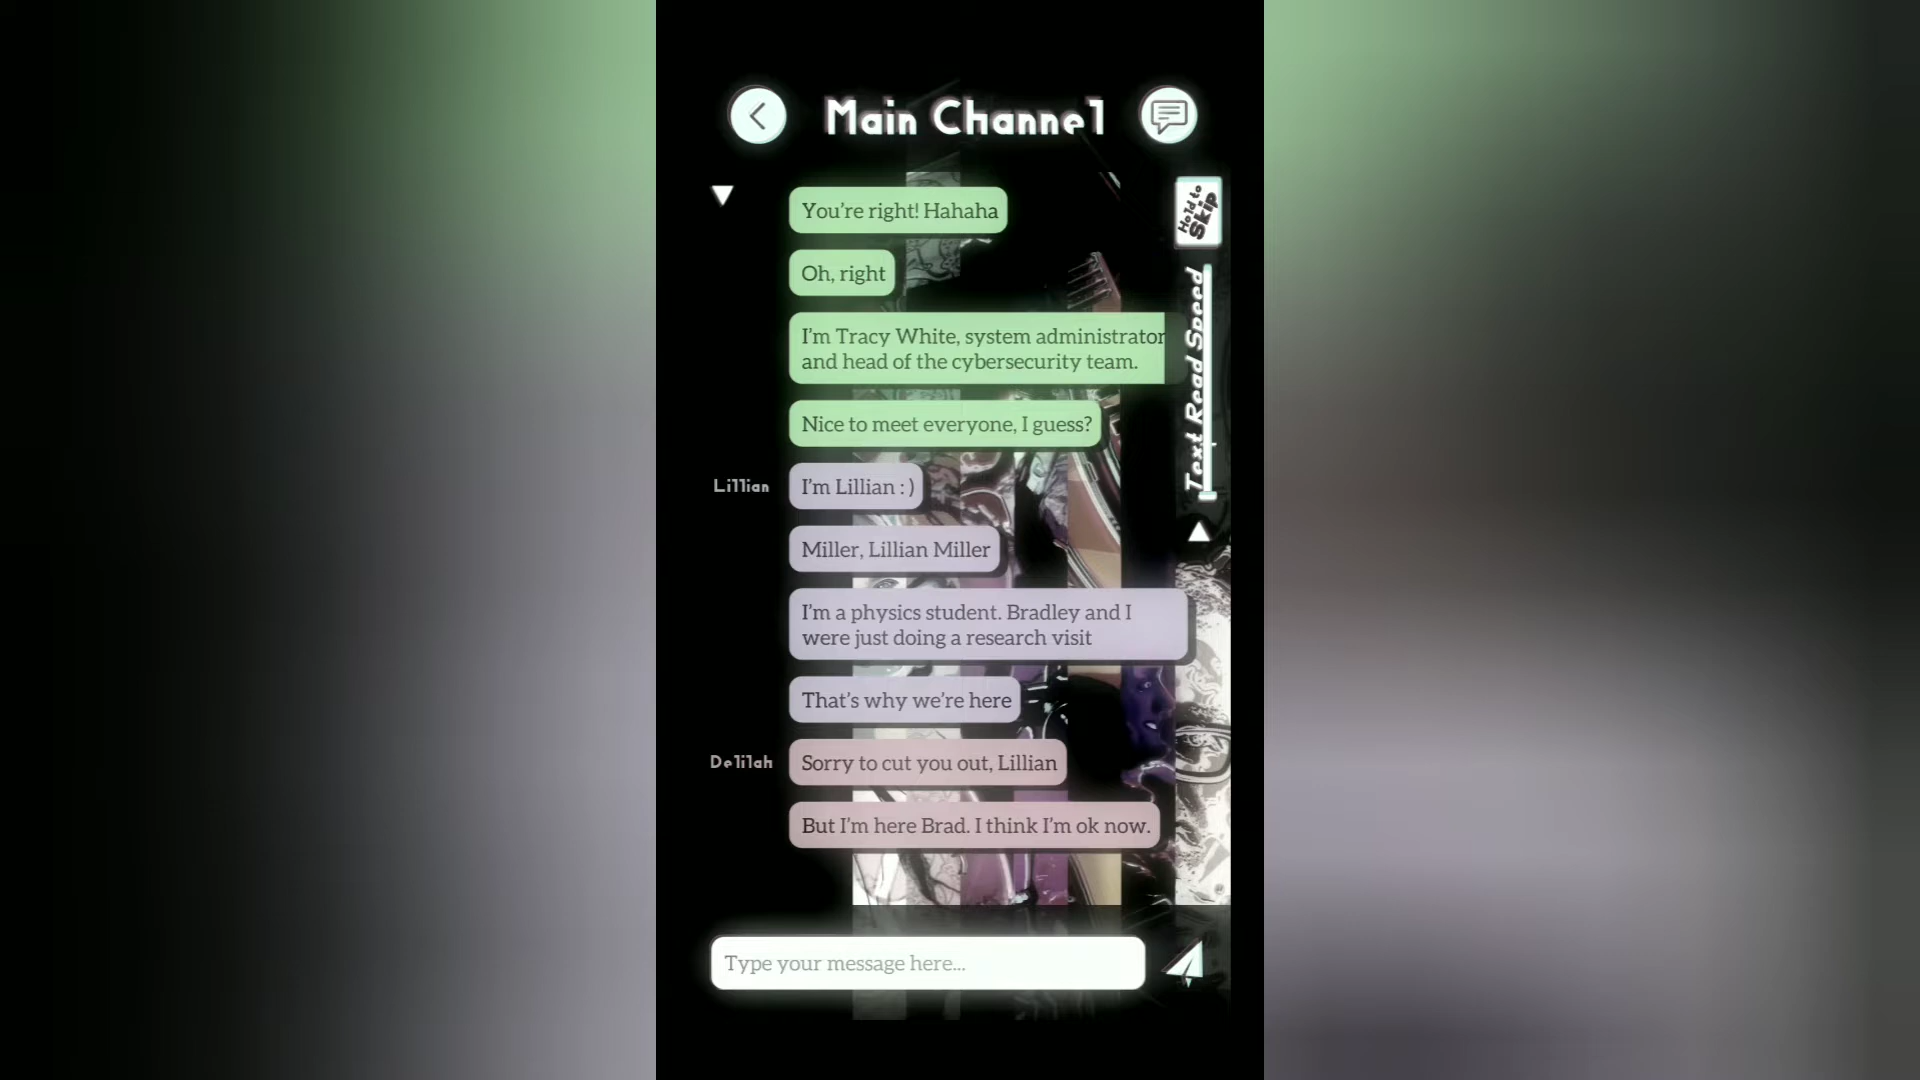 Main Channel
You're right! Hahaha
Hold to
Skip
Oh, right
Text Read Speed
I'm Tracy White, system administrator
and head of the cybersecurity team.
Nice to meet everyone, I guess?
Lillian
I'm Lillian : )
Miller, Lillian Miller
I'm a physics student. Bradley and I
were just doing a research visit
That's why we're here
Delilah
Sorry to cut you out, Lillian
But I'm here Brad. I think I'm ok now.
Type your message here...